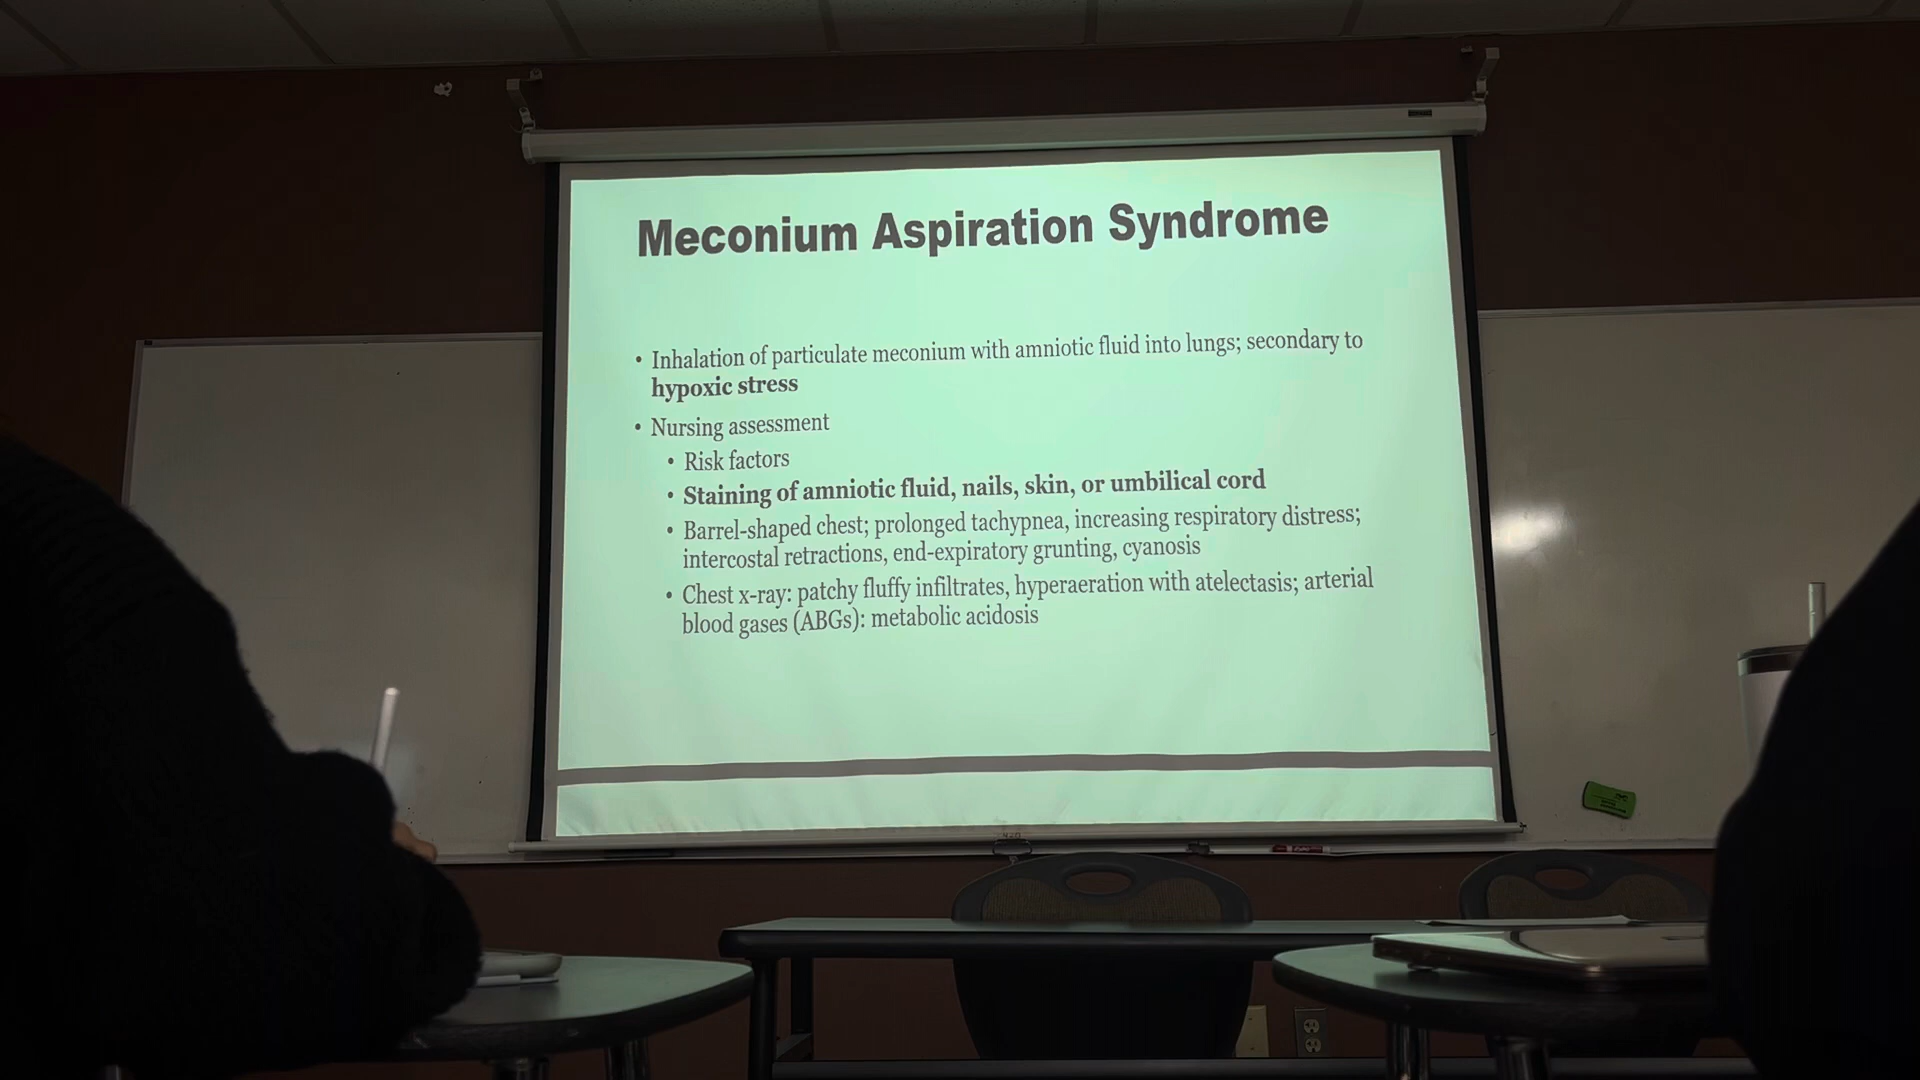 Meconium Aspiration Syndrome
• Inhalation of particulate meconium with amniotic fluid into lungs; secondary to
hypoxic stress
• Nursing assessment
• Risk factors
• Staining of amniotic fluid, nails, skin, or umbilical cord
• Barrel-shaped chest; prolonged tachypnea, increasing respiratory distress;
intercostal retractions, end-expiratory grunting, cyanosis
• Chest x-ray: patchy fluffy infiltrates, hyperaeration with atelectasis; arterial
blood gases (ABGs): metabolic acidosis